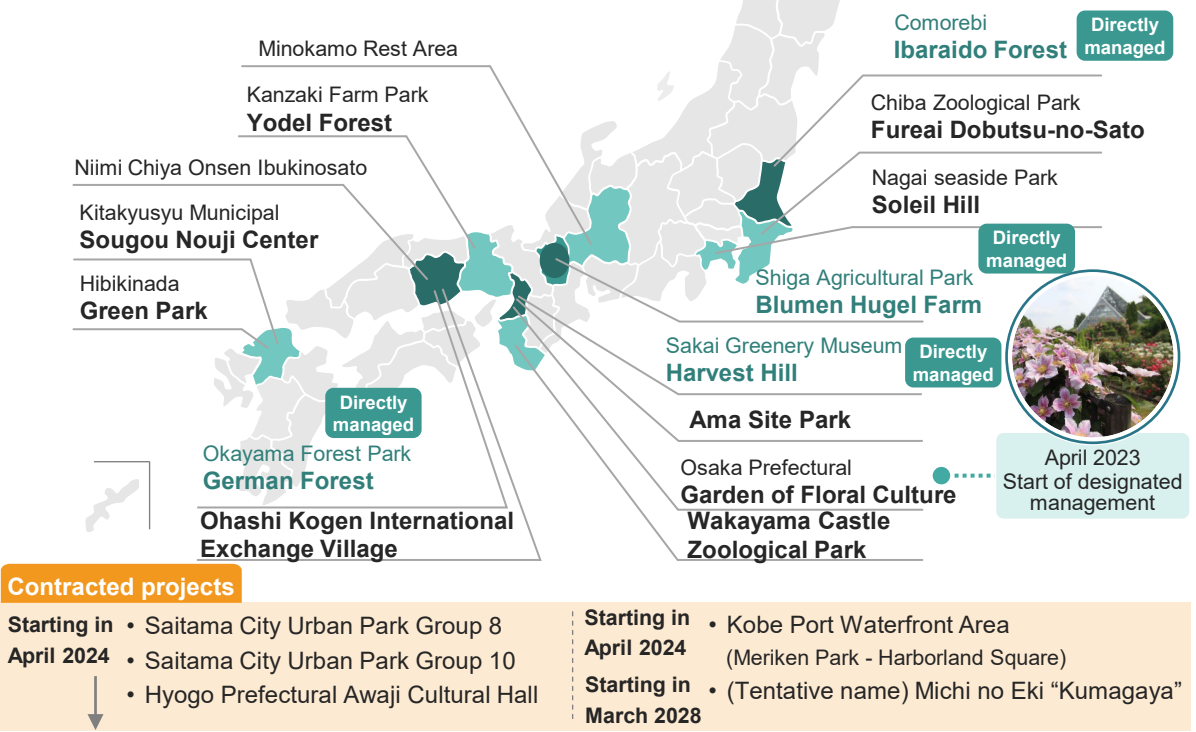 Minokamo Rest Area
Kanzaki Farm Park
Yodel Forest
Niimi Chiya Onsen Ibukinosato
Kitakyusyu Municipal
Sougou Nouji Center
Hibikinada
Green Park
Comorebi
Ibaraido Forest
Directly
managed
Chiba Zoological Park
Fureai Dobutsu-no-Sato
Nagai seaside Park
Soleil Hill
Directly
managed
Shiga Agricultural Park
Blumen Hugel Farm
Sakai Greenery Museum
Harvest Hill
Directly
managed
Ama Site Park
Osaka Prefectural
Garden of Floral Culture
April 2023
Start of designated
management
Wakayama Castle
Zoological Park
Directly
managed
Okayama Forest Park
German Forest
Ohashi Kogen International
Exchange Village
Contracted projects
Starting in
April 2024
• Saitama City Urban Park Group 8
• Saitama City Urban Park Group 10
• Hyogo Prefectural Awaji Cultural Hall
Starting in
April 2024
• Kobe Port Waterfront Area
(Meriken Park - Harborland Square)
Starting in
March 2028
• (Tentative name) Michi no Eki “Kumagaya”